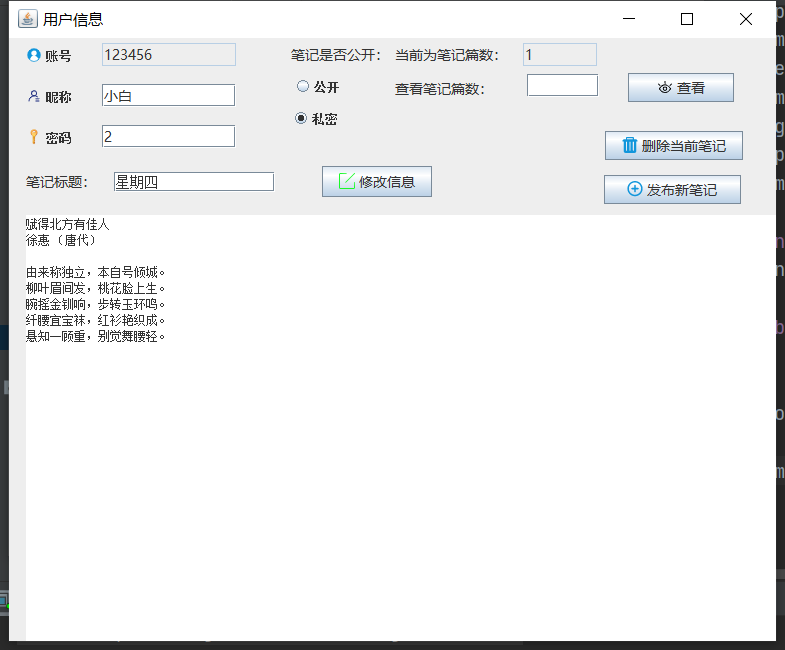 用户信息
账号 123456 笔记是否公开： 当前为笔记篇数： 1
公开
昵称 小白 查看笔记篇数： 查看
私密
密码 2 删除当前笔记
笔记标题： 星期四 修改信息 发布新笔记
赋得北方有佳人
徐惠 （唐代）
由来称独立，本自号倾城。
柳叶眉间发，桃花脸上生。
腕摇金钏响，步转玉环鸣。
纤腰宜宝袜，红衫艳织成。
悬知一顾重，别觉舞腰轻。